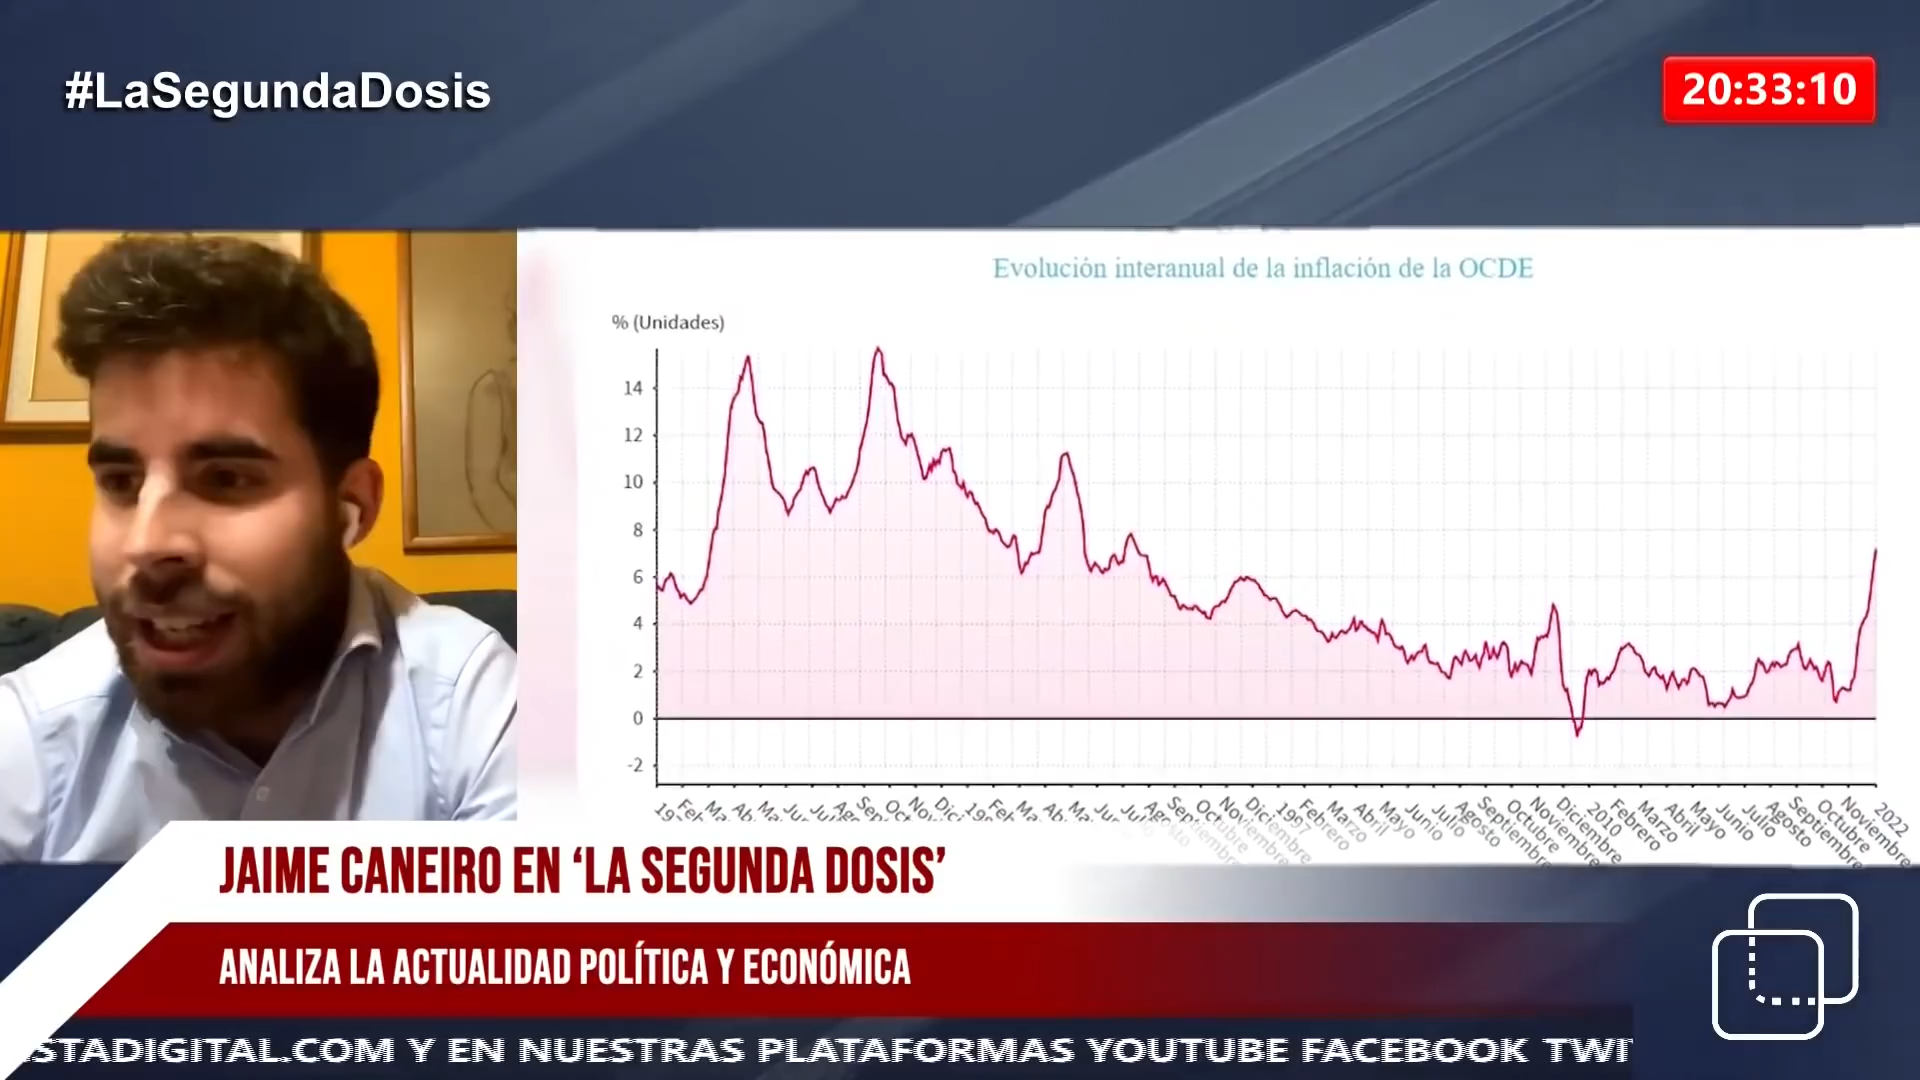 #LaSegundaDosis
20:33:10
Evolución interanual de la inflación de la OCDE
% (Unidades)
14
12
10
8
6
4
2
0
-2
1997
Febrero
Marzo
Abril
Mayo
Junio
Julio
Agosto
Septiembre
Octubre
Noviembre
Diciembre
2010
Febrero
Marzo
Abril
Mayo
Junio
Julio
Agosto
Septiembre
Octubre
Noviembre
2022
JAIME CANEIRO EN ‘LA SEGUNDA DOSIS’
ANALIZA LA ACTUALIDAD POLÍTICA Y ECONÓMICA
STADIGITAL.COM Y EN NUESTRAS PLATAFORMAS YOUTUBE FACEBOOK TWI